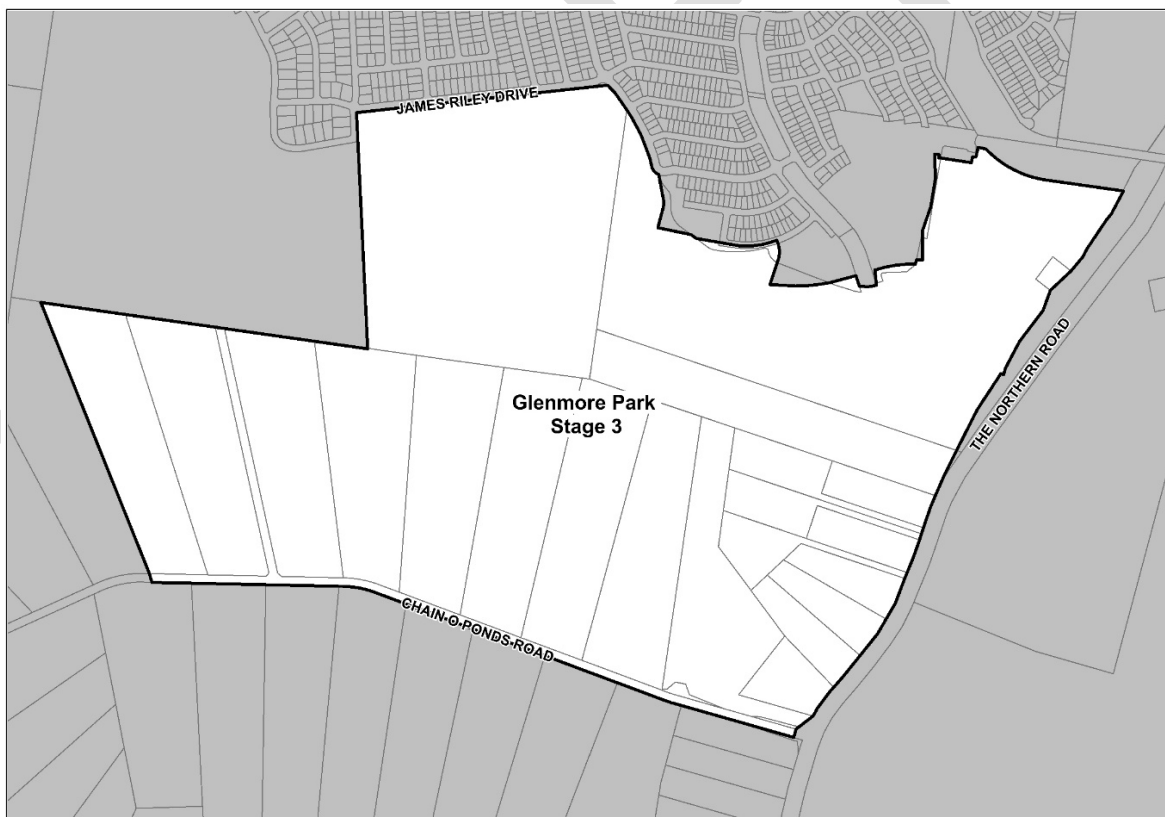 JAMES RILEY DRIVE
THE NORTHERN ROAD
Glenmore Park
Stage 3
CHAIN O PONDS ROAD